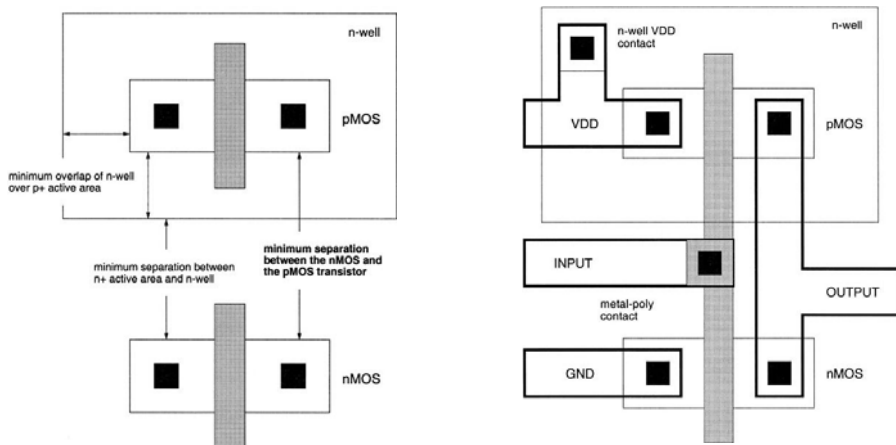 n-well
pMOS
minimum overlap of n-well
over p+ active area
minimum separation between
n+ active area and n-well
minimum separation
between the nMOS and
the pMOS transistor
nMOS
n-well VDD
contact
n-well
VDD
pMOS
INPUT
metal-poly
contact
OUTPUT
GND
nMOS